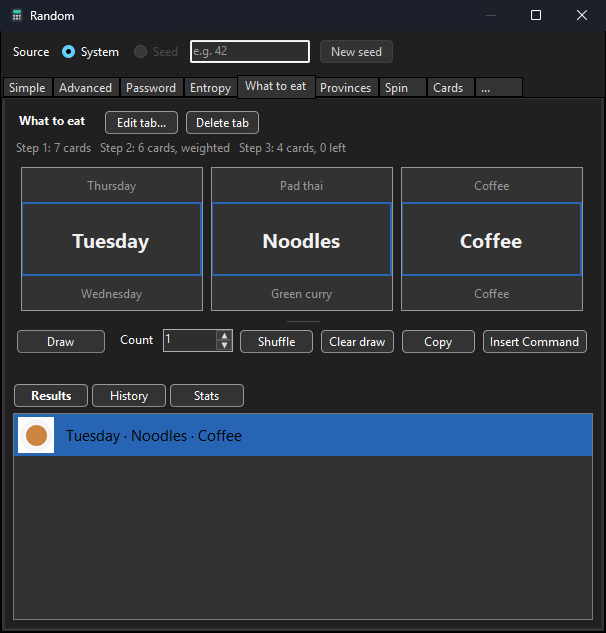 Random
Source System Seed e.g. 42 New seed
Simple Advanced Password Entropy What to eat Provinces Spin Cards ...
What to eat Edit tab... Delete tab
Step 1: 7 cards Step 2: 6 cards, weighted Step 3: 4 cards, 0 left
Thursday Pad thai Coffee
Tuesday Noodles Coffee
Wednesday Green curry Coffee
Draw Count 1 Shuffle Clear draw Copy Insert Command
Results History Stats
Tuesday · Noodles · Coffee